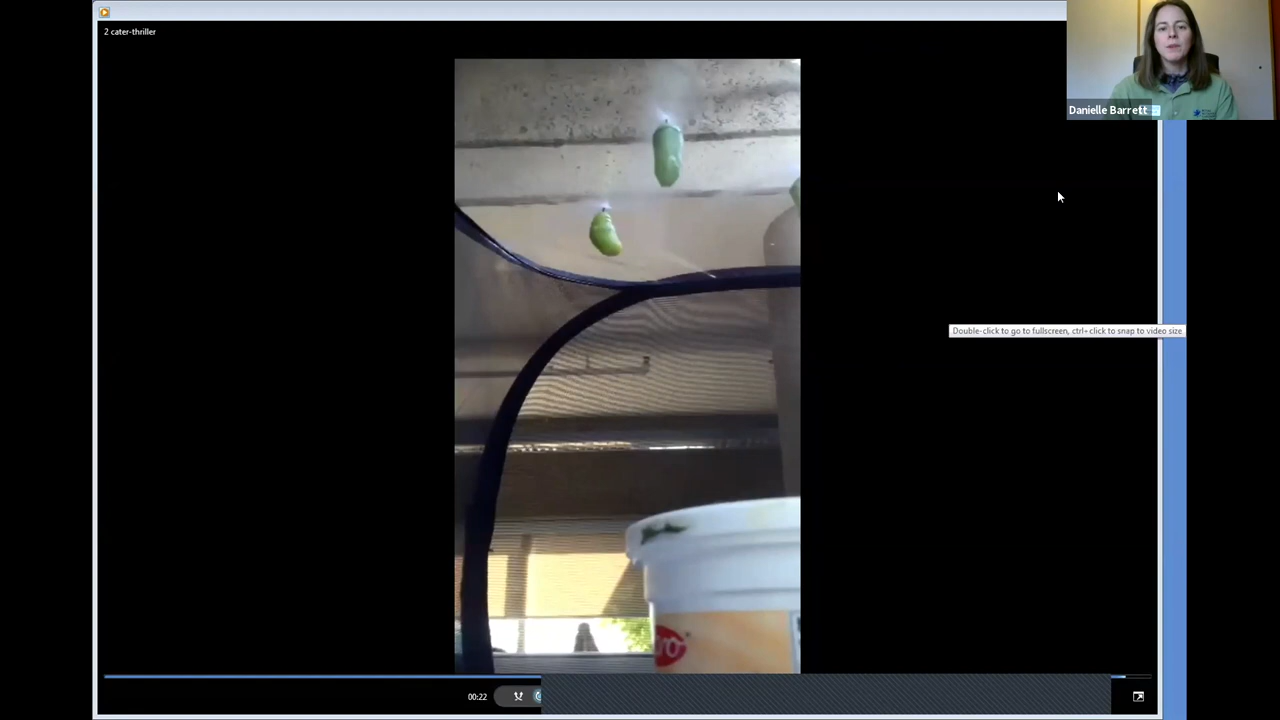 2 cater-thriller
Danielle Barrett
Double-click to go to fullscreen, ctrl+click to snap to video size
00:22